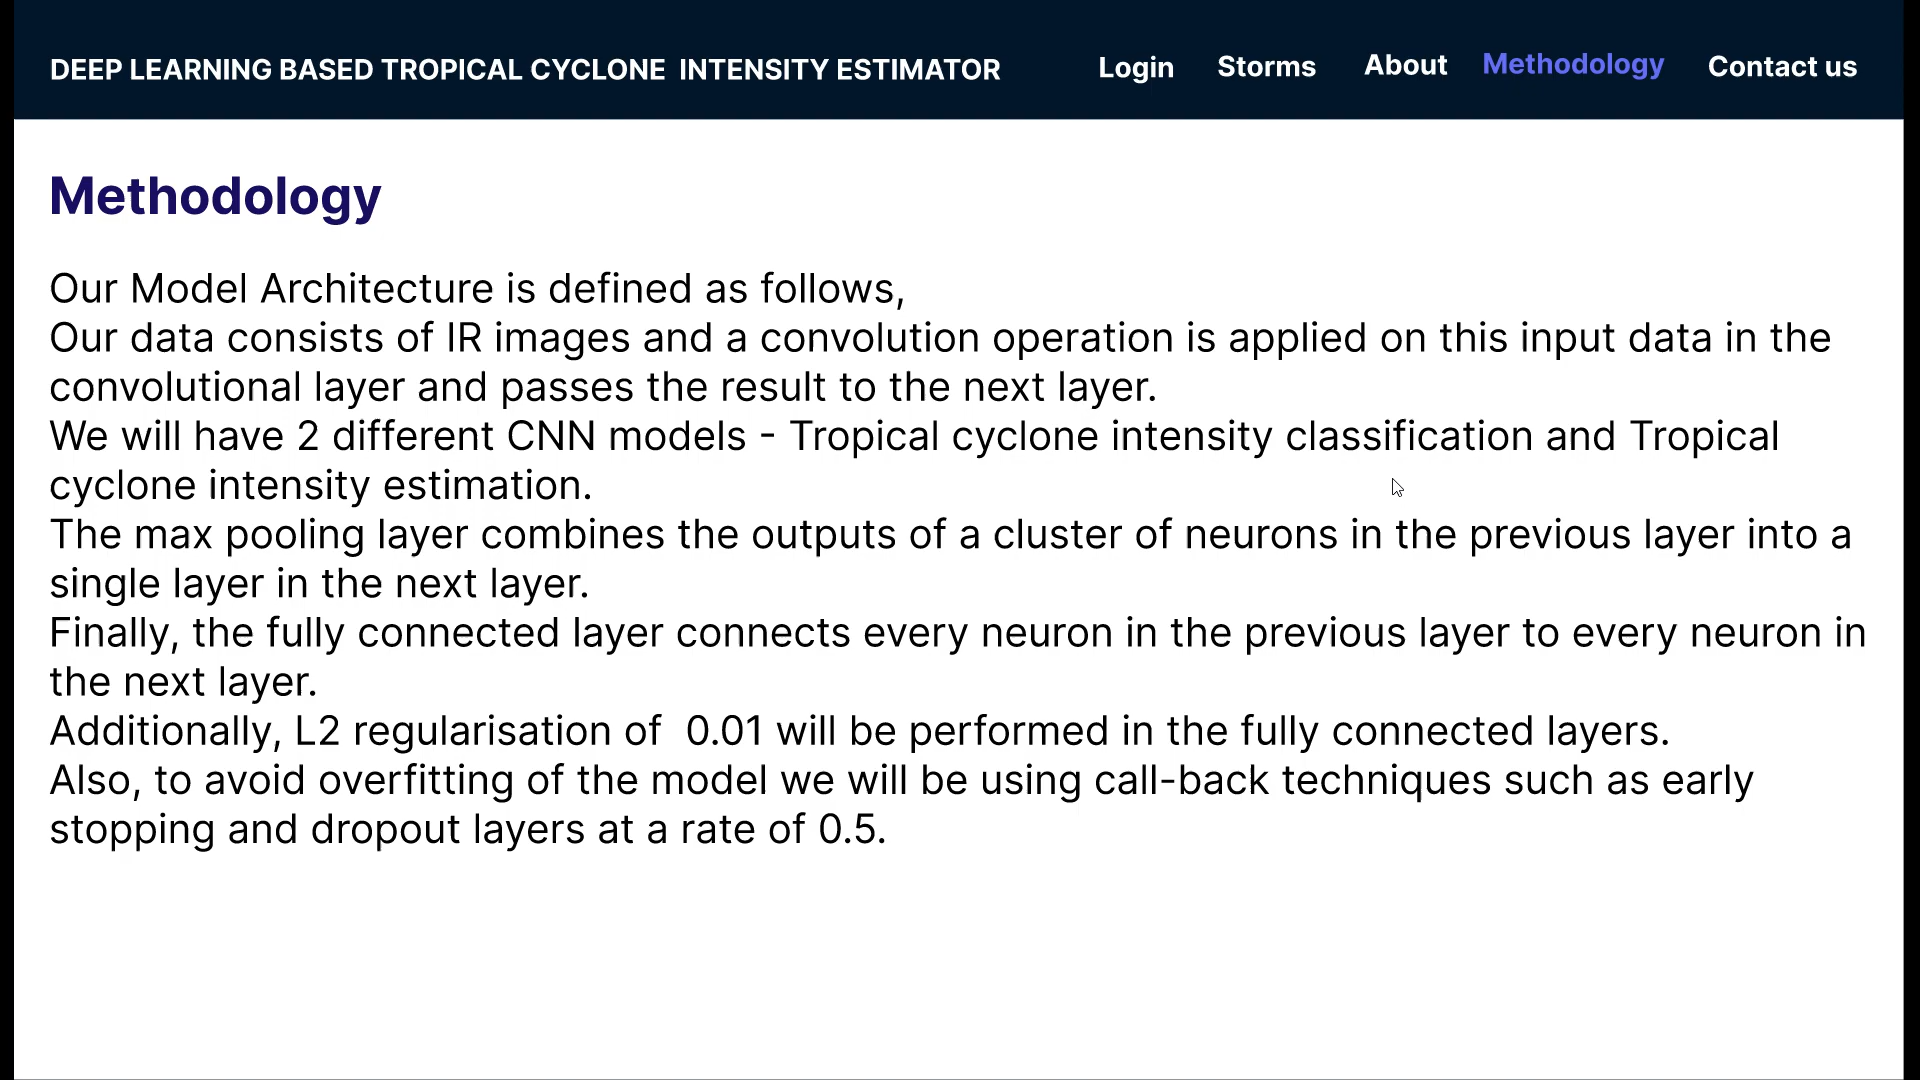 DEEP LEARNING BASED TROPICAL CYCLONE INTENSITY ESTIMATOR Login Storms About Methodology Contact us
Methodology
Our Model Architecture is defined as follows,
Our data consists of IR images and a convolution operation is applied on this input data in the
convolutional layer and passes the result to the next layer.
We will have 2 different CNN models - Tropical cyclone intensity classification and Tropical
cyclone intensity estimation.
The max pooling layer combines the outputs of a cluster of neurons in the previous layer into a
single layer in the next layer.
Finally, the fully connected layer connects every neuron in the previous layer to every neuron in
the next layer.
Additionally, L2 regularisation of 0.01 will be performed in the fully connected layers.
Also, to avoid overfitting of the model we will be using call-back techniques such as early
stopping and dropout layers at a rate of 0.5.